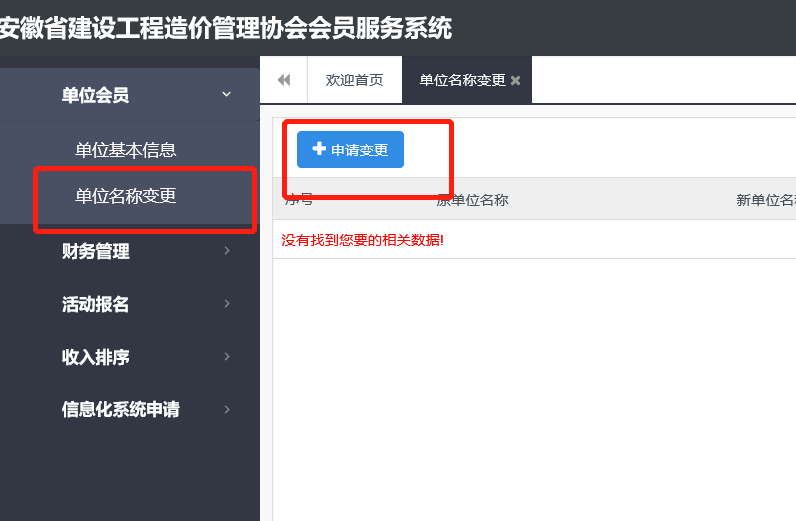 安徽省建设工程造价管理协会会员服务系统
单位会员
单位基本信息
单位名称变更
财务管理
活动报名
收入排序
信息化系统申请
欢迎首页
单位名称变更
申请变更
序号
原单位名称
新单位名
没有找到您要的相关数据!